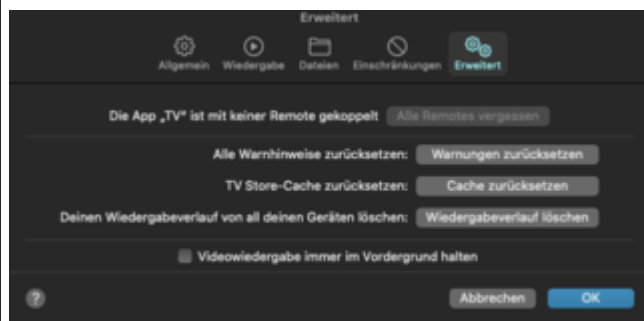 Erweitert
Allgemein Wiedergabe Dateien Einschränkungen Erweitert
Die App „TV“ ist mit keiner Remote gekoppelt Alle Remotes vergessen
Alle Warnhinweise zurücksetzen: Warnungen zurücksetzen
TV Store-Cache zurücksetzen: Cache zurücksetzen
Deinen Wiedergabeverlauf von all deinen Geräten löschen: Wiedergabeverlauf löschen
Videowiedergabe immer im Vordergrund halten
? Abbrechen OK